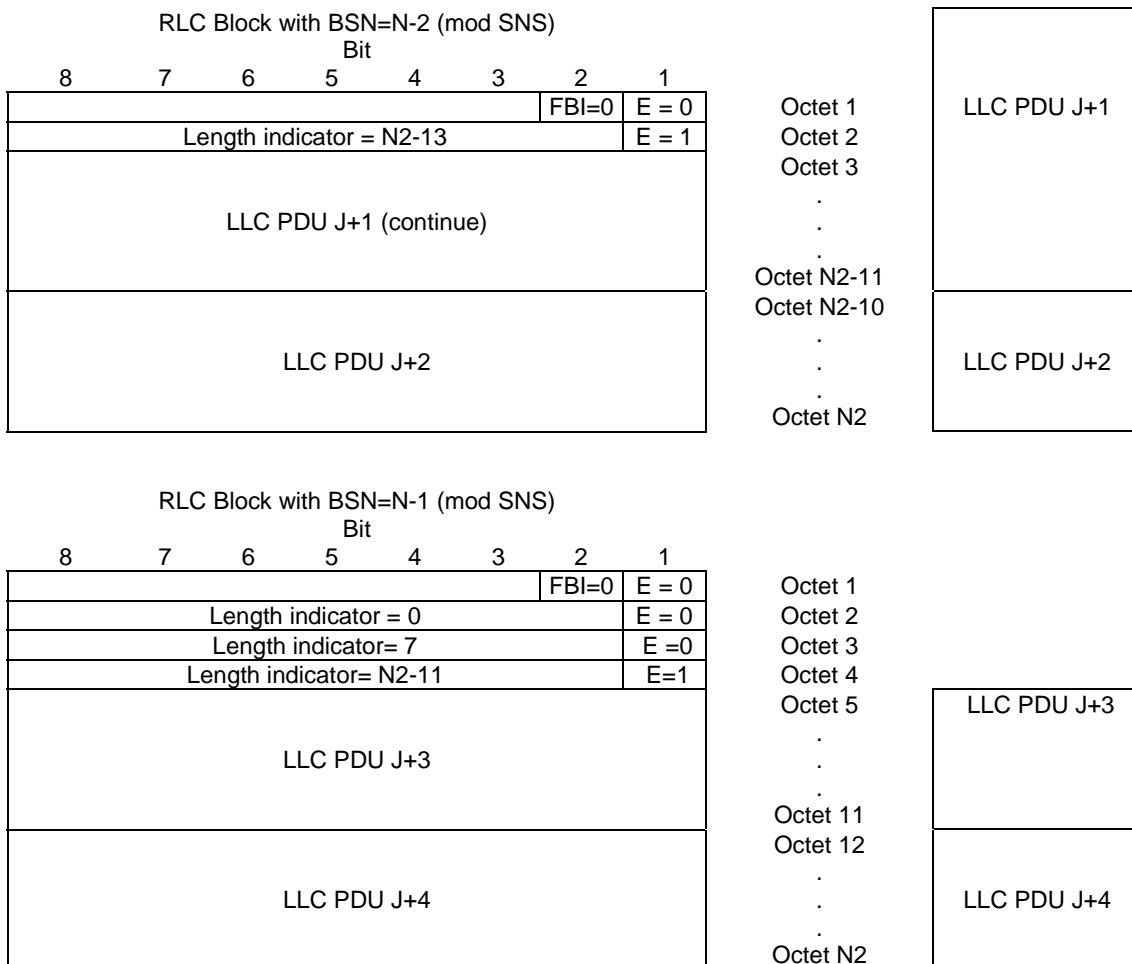 RLC Block with BSN=N-2 (mod SNS)
Bit
8 7 6 5 4 3 2 1
FBI=0 E = 0 Octet 1 LLC PDU J+1
Length indicator = N2-13 E = 1 Octet 2
Octet 3
.
LLC PDU J+1 (continue) .
.
Octet N2-11
Octet N2-10
.
LLC PDU J+2 . LLC PDU J+2
.
Octet N2
RLC Block with BSN=N-1 (mod SNS)
Bit
8 7 6 5 4 3 2 1
FBI=0 E = 0 Octet 1
Length indicator = 0 E = 0 Octet 2
Length indicator= 7 E =0 Octet 3
Length indicator= N2-11 E=1 Octet 4
Octet 5 LLC PDU J+3
.
LLC PDU J+3 .
.
Octet 11
Octet 12
.
LLC PDU J+4 . LLC PDU J+4
.
Octet N2